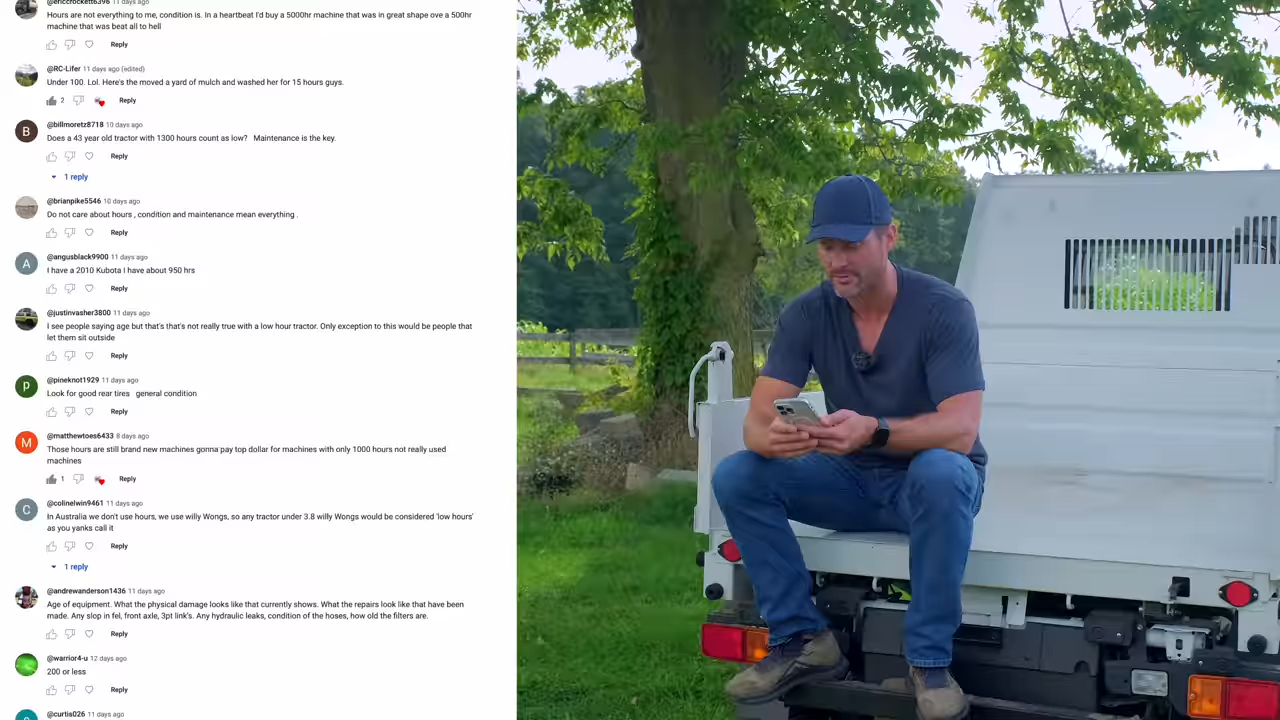 @ericcrockett6396 11 days ago
Hours are not everything to me, condition is. In a heartbeat I'd buy a 5000hr machine that was in great shape ove a 500hr
machine that was beat all to hell
Reply
@RC-Lifer 11 days ago (edited)
Under 100. Lol. Here's the moved a yard of mulch and washed her for 15 hours guys.
2 Reply
B
@billmoretz8718 10 days ago
Does a 43 year old tractor with 1300 hours count as low? Maintenance is the key.
Reply
1 reply
@brianpike5546 10 days ago
Do not care about hours , condition and maintenance mean everything .
Reply
A
@angusblack9900 11 days ago
I have a 2010 Kubota I have about 950 hrs
Reply
@justinvasher3800 11 days ago
I see people saying age but that's that's not really true with a low hour tractor. Only exception to this would be people that
let them sit outside
Reply
P
@pineknot1929 11 days ago
Look for good rear tires general condition
Reply
M
@matthewtoes6433 8 days ago
Those hours are still brand new machines gonna pay top dollar for machines with only 1000 hours not really used
machines
1 Reply
C
@colinelwin9461 11 days ago
In Australia we don't use hours, we use willy Wongs, so any tractor under 3.8 willy Wongs would be considered 'low hours'
as you yanks call it
Reply
1 reply
@andrewanderson1436 11 days ago
Age of equipment. What the physical damage looks like that currently shows. What the repairs look like that have been
made. Any slop in fel, front axle, 3pt link's. Any hydraulic leaks, condition of the hoses, how old the filters are.
Reply
@warrior4-u 12 days ago
200 or less
Reply
@curtis026 11 days ago